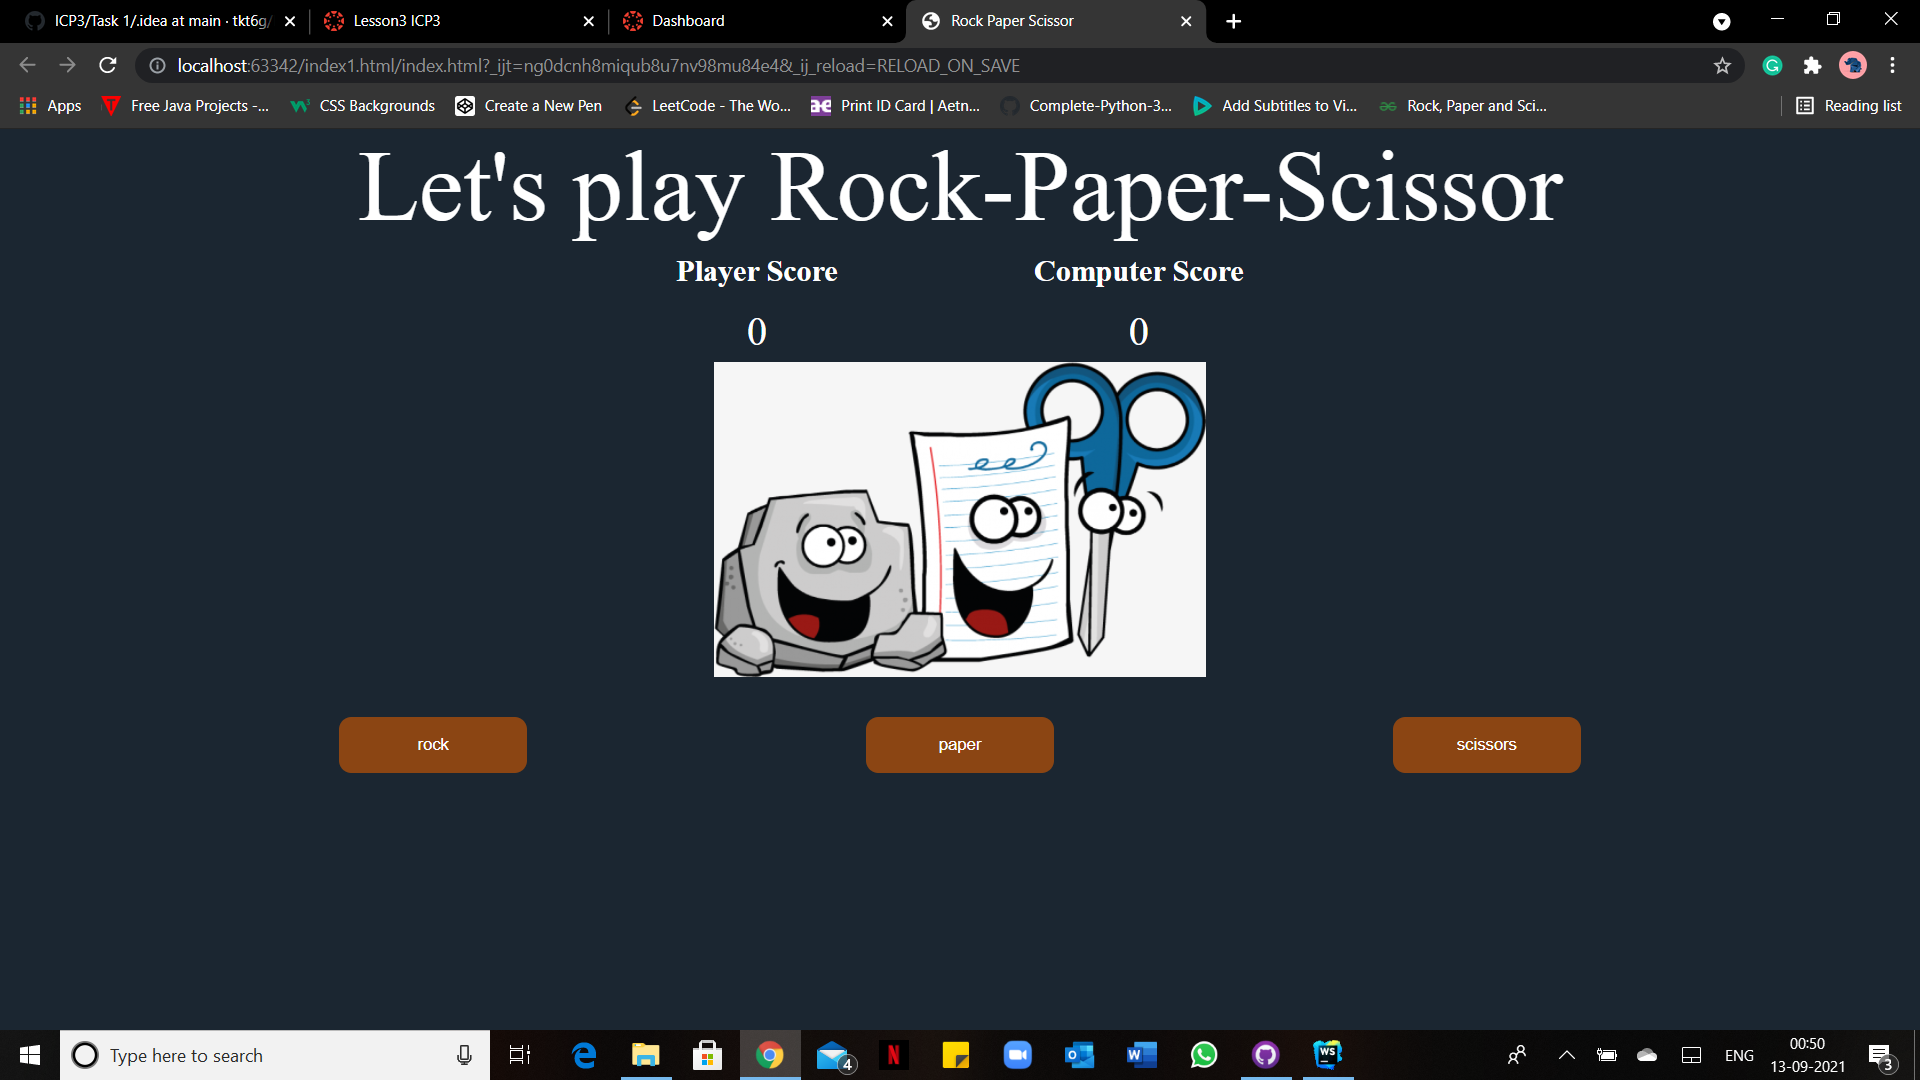 ICP3/Task 1/.idea at main · tkt6g/
Lesson3 ICP3
Dashboard
Rock Paper Scissor
localhost:63342/index1.html/index.html?_ijt=ng0dcnh8miqub8u7nv98mu84e4&_ij_reload=RELOAD_ON_SAVE
Apps
Free Java Projects -...
CSS Backgrounds
Create a New Pen
LeetCode - The Wo...
Print ID Card | Aetn...
Complete-Python-3...
Add Subtitles to Vi...
Rock, Paper and Sci...
Reading list
Let's play Rock-Paper-Scissor
Player Score
Computer Score
0
0
rock
paper
scissors
Type here to search
4
N
W
WS
ENG
00:50
13-09-2021
3